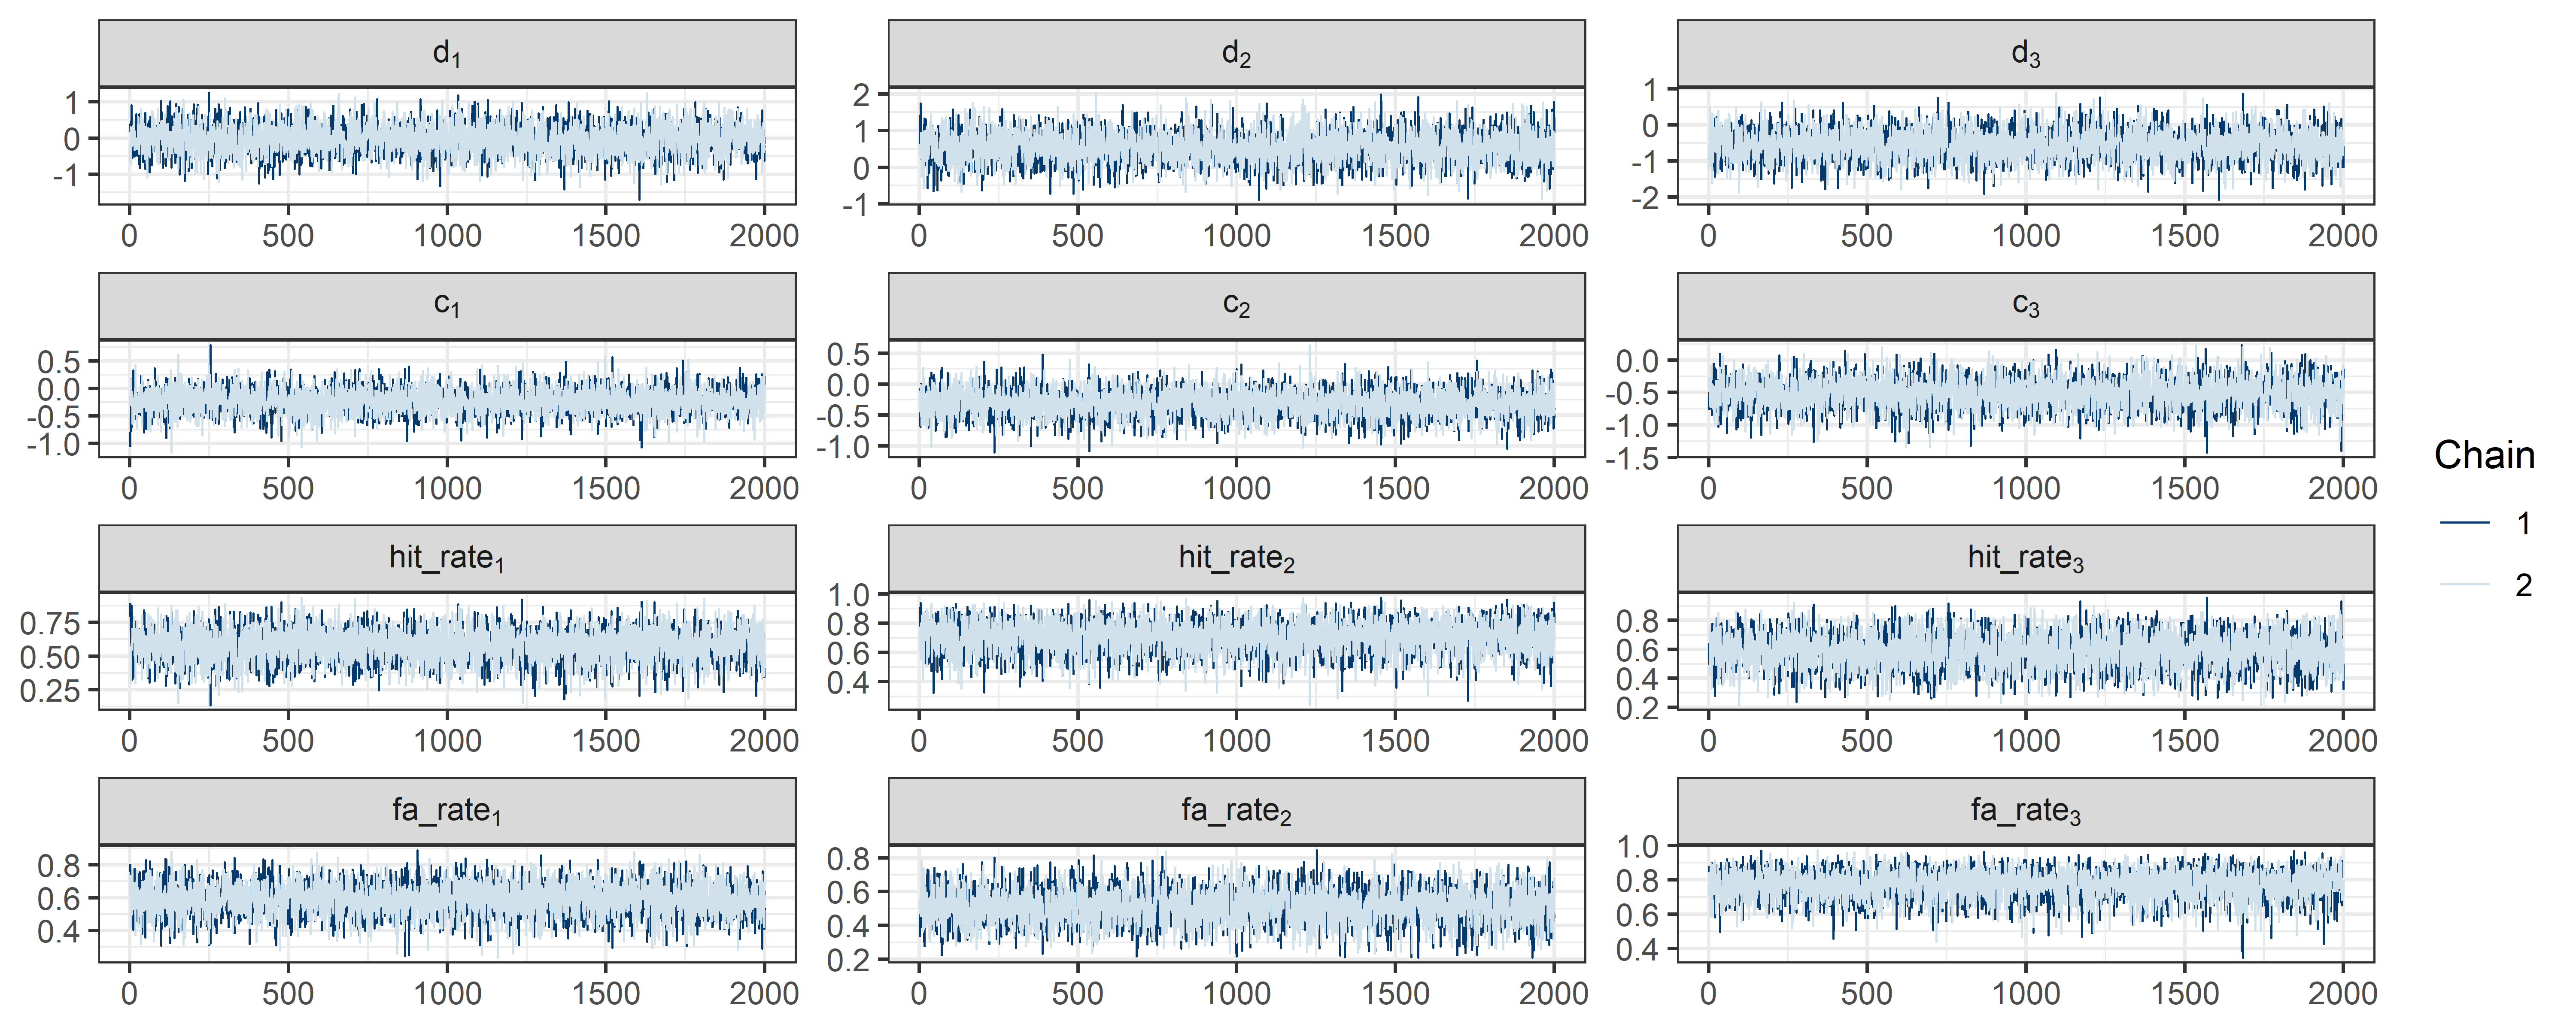 d₁ d₂ d₃
1 0 -1
2 1 0 -1
1 0 -1 -2
0 500 1000 1500 2000 0 500 1000 1500 2000 0 500 1000 1500 2000
c₁ c₂ c₃
0.5 0.0 -0.5 -1.0
0.5 0.0 -0.5 -1.0
0.0 -0.5 -1.0 -1.5
0 500 1000 1500 2000 0 500 1000 1500 2000 0 500 1000 1500 2000
hit_rate₁ hit_rate₂ hit_rate₃
0.75 0.50 0.25
1.0 0.8 0.6 0.4
0.8 0.6 0.4 0.2
0 500 1000 1500 2000 0 500 1000 1500 2000 0 500 1000 1500 2000
fa_rate₁ fa_rate₂ fa_rate₃
0.8 0.6 0.4
0.8 0.6 0.4 0.2
1.0 0.8 0.6 0.4
0 500 1000 1500 2000 0 500 1000 1500 2000 0 500 1000 1500 2000
Chain
1
2